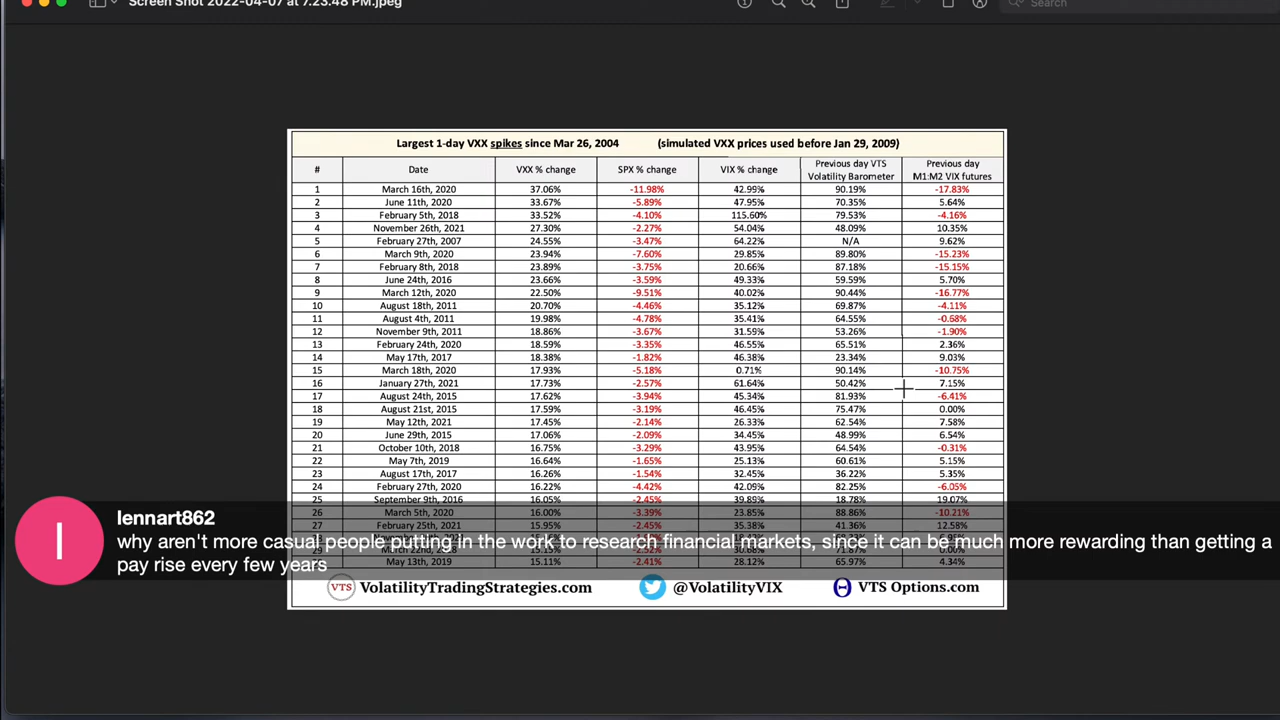 Screen Shot 2022-04-07 at 7.23.48 PM.jpeg
Search
Largest 1-day VXX spikes since Mar 26, 2004 (simulated VXX prices used before Jan 29, 2009)
# Date VXX % change SPX % change VIX % change Previous day VTS Volatility Barometer Previous day M1:M2 VIX futures
1 March 16th, 2020 37.06% -11.98% 42.99% 90.19% -17.83%
2 June 11th, 2020 33.67% -5.89% 47.95% 70.35% 5.64%
3 February 5th, 2018 33.52% -4.10% 115.60% 79.53% -4.16%
4 November 26th, 2021 27.30% -2.27% 54.04% 48.09% 10.35%
5 February 27th, 2007 24.55% -3.47% 64.22% N/A 9.62%
6 March 9th, 2020 23.94% -7.60% 29.85% 89.80% -15.23%
7 February 8th, 2018 23.89% -3.75% 20.66% 87.18% -15.15%
8 June 24th, 2016 23.66% -3.59% 49.33% 59.59% 5.70%
9 March 12th, 2020 22.50% -9.51% 40.02% 90.44% -16.77%
10 August 18th, 2011 20.70% -4.46% 35.12% 69.87% -4.11%
11 August 4th, 2011 19.98% -4.78% 35.41% 64.55% -0.68%
12 November 9th, 2011 18.86% -3.67% 31.59% 53.26% -1.90%
13 February 24th, 2020 18.59% -3.35% 46.55% 65.51% 2.36%
14 May 17th, 2017 18.38% -1.82% 46.38% 23.34% 9.03%
15 March 18th, 2020 17.93% -5.18% 0.71% 90.14% -10.75%
16 January 27th, 2021 17.73% -2.57% 61.64% 50.42% 7.15%
17 August 24th, 2015 17.62% -3.94% 45.34% 81.93% -6.41%
18 August 21st, 2015 17.59% -3.19% 46.45% 75.47% 0.00%
19 May 12th, 2021 17.45% -2.14% 26.33% 62.54% 7.58%
20 June 29th, 2015 17.06% -2.09% 34.45% 48.99% 6.54%
21 October 10th, 2018 16.75% -3.29% 43.95% 64.54% -0.31%
22 May 7th, 2019 16.64% -1.65% 25.13% 60.61% 5.15%
23 August 17th, 2017 16.26% -1.54% 32.45% 36.22% 5.35%
24 February 27th, 2020 16.22% -4.42% 42.09% 82.25% -6.05%
25 September 9th, 2016 16.05% -2.45% 39.89% 18.78% 19.07%
26 March 5th, 2020 16.00% -3.39% 23.85% 88.86% -10.21%
27 February 25th, 2021 15.95% -2.45% 35.38% 41.36% 12.58%
29 March 22nd, 2018 15.15% -2.52% 30.68% 71.87% 0.00%
May 13th, 2019 15.11% -2.41% 28.12% 65.97% 4.34%
lennart862
I
why aren't more casual people putting in the work to research financial markets, since it can be much more rewarding than getting a
pay rise every few years
VTS VolatilityTradingStrategies.com @VolatilityVIX VTS Options.com